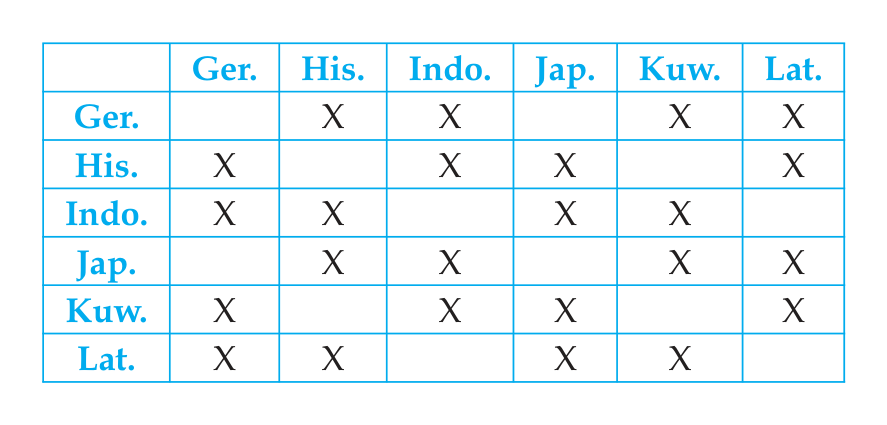 Ger. His. Indo. Jap. Kuw. Lat.
Ger. X X X X
His. X X X X
Indo. X X X X
Jap. X X X X
Kuw. X X X X
Lat. X X X X